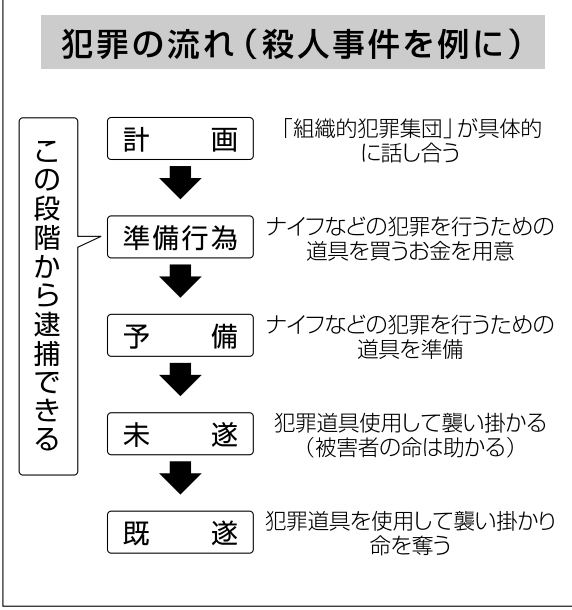 犯罪の流れ（殺人事件を例に）
この段階から逮捕できる
計　画
「組織的犯罪集団」が具体的
に話し合う
準備行為
ナイフなどの犯罪を行うための
道具を買うお金を用意
予　備
ナイフなどの犯罪を行うための
道具を準備
未　遂
犯罪道具使用して襲い掛かる
（被害者の命は助かる）
既　遂
犯罪道具を使用して襲い掛かり
命を奪う